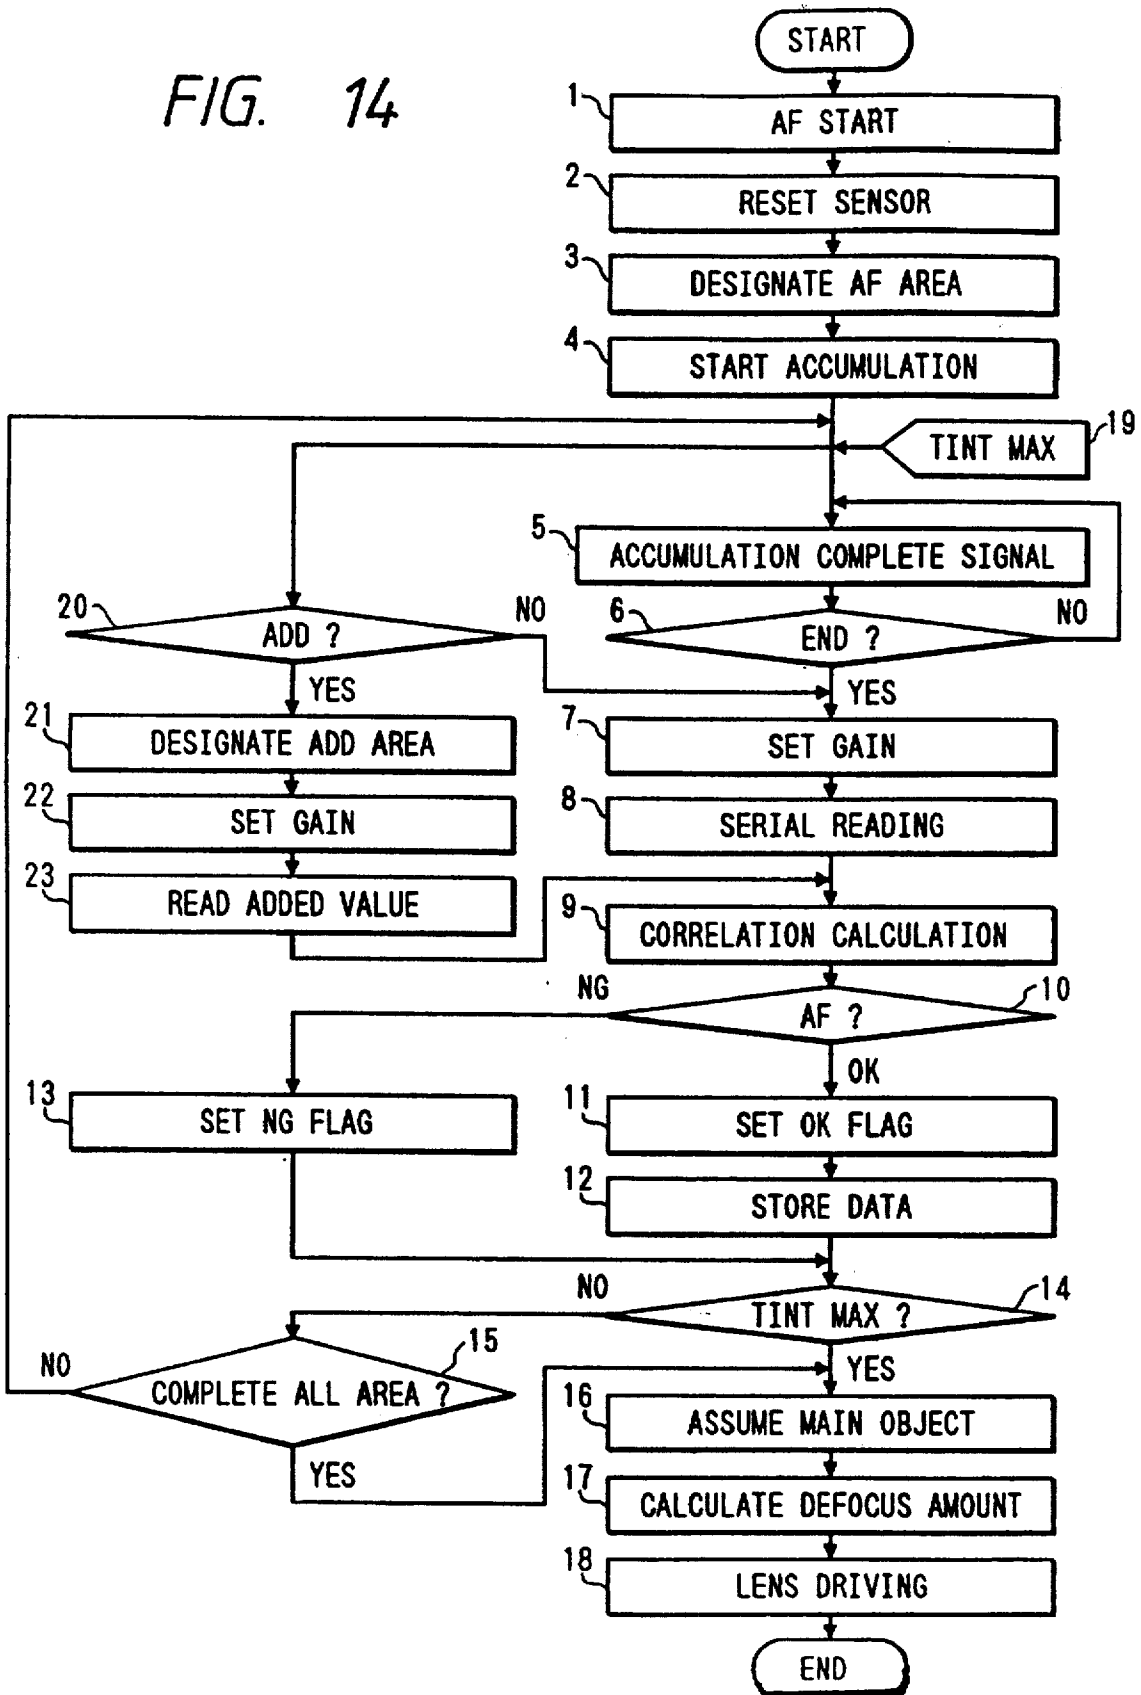 START
FIG. 14
1
AF START
2
RESET SENSOR
3
DESIGNATE AF AREA
4
START ACCUMULATION
19
TINT MAX
5
ACCUMULATION COMPLETE SIGNAL
20
ADD ?
NO
6
END ?
NO
YES
YES
21
DESIGNATE ADD AREA
7
SET GAIN
22
SET GAIN
8
SERIAL READING
23
READ ADDED VALUE
9
CORRELATION CALCULATION
NG
10
AF ?
OK
13
SET NG FLAG
11
SET OK FLAG
12
STORE DATA
NO
14
TINT MAX ?
YES
15
NO
COMPLETE ALL AREA ?
YES
16
ASSUME MAIN OBJECT
17
CALCULATE DEFOCUS AMOUNT
18
LENS DRIVING
END